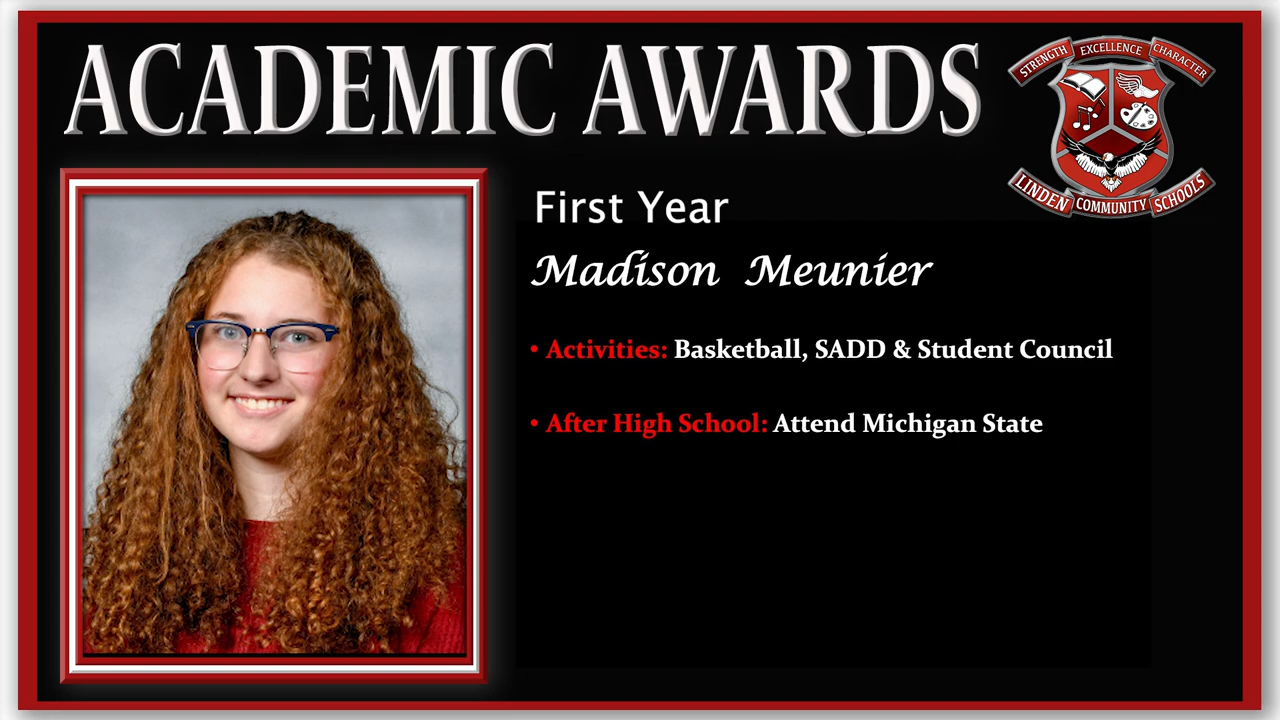 ACADEMIC AWARDS
STRENGTH EXCELLENCE CHARACTER
LINDEN COMMUNITY SCHOOLS
First Year
Madison Meunier
• Activities: Basketball, SADD & Student Council
• After High School: Attend Michigan State